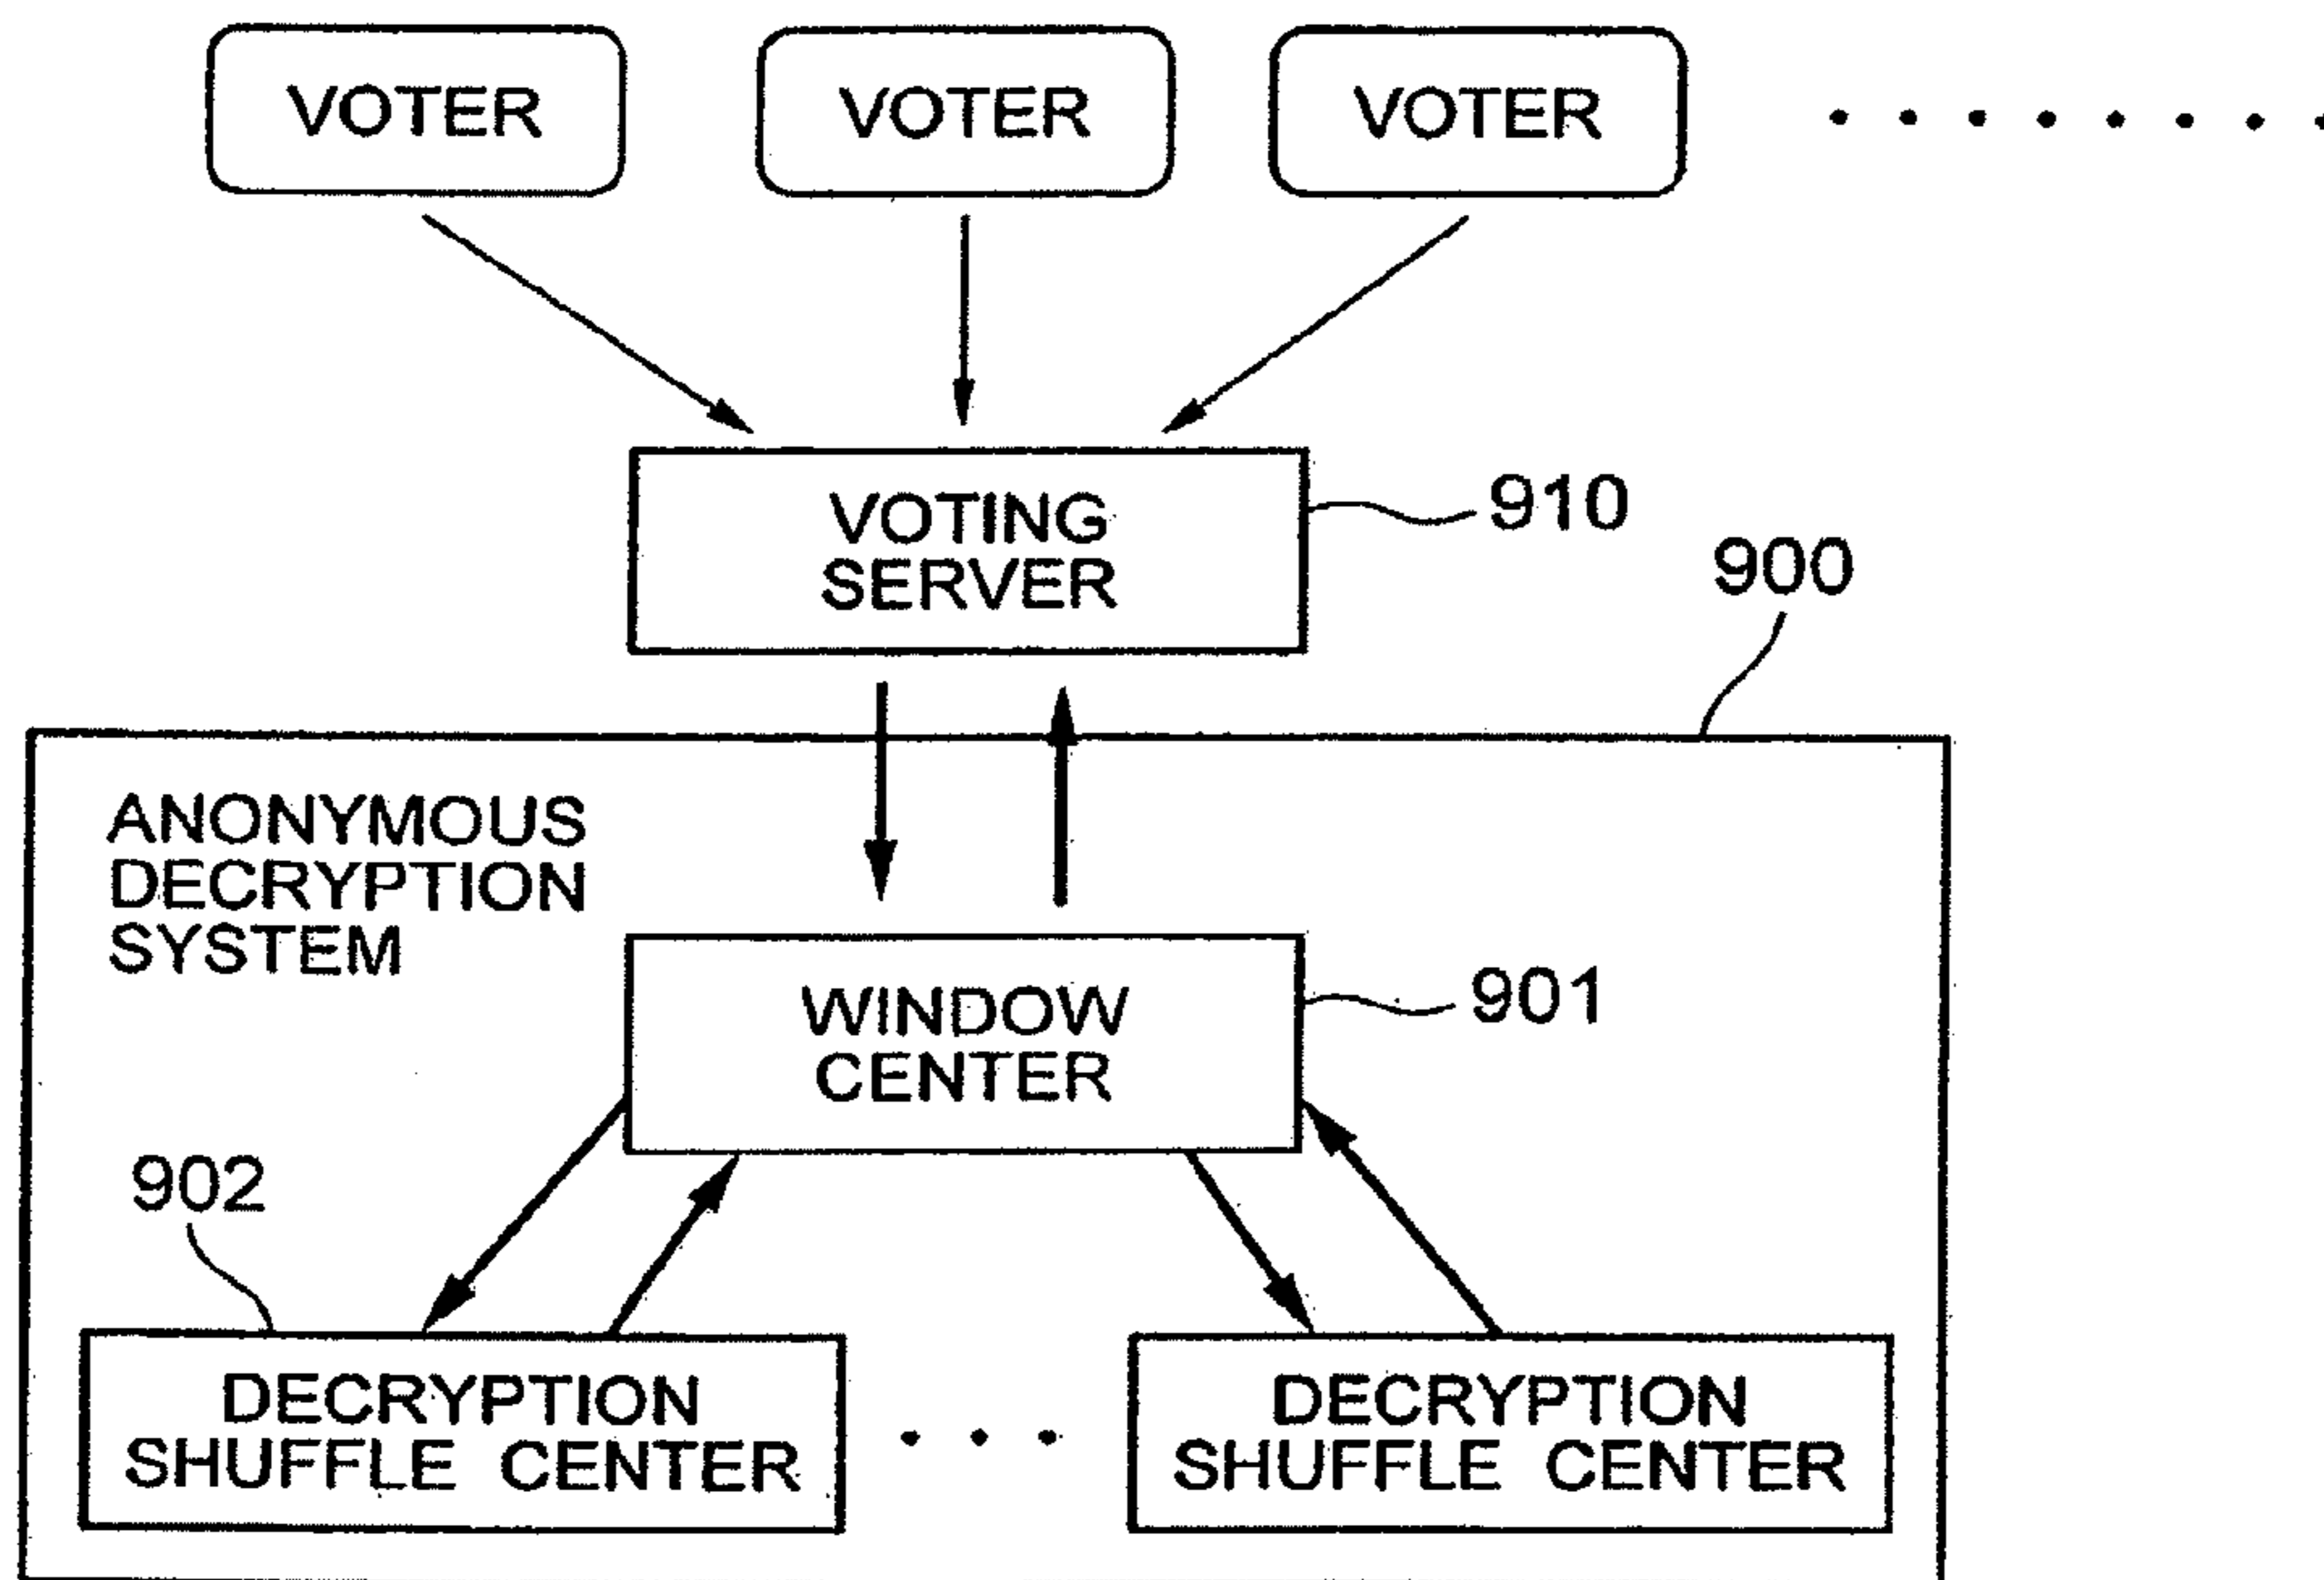 VOTER
VOTER
VOTER
VOTING
SERVER
910
900
ANONYMOUS
DECRYPTION
SYSTEM
WINDOW
CENTER
901
902
DECRYPTION
SHUFFLE CENTER
DECRYPTION
SHUFFLE CENTER